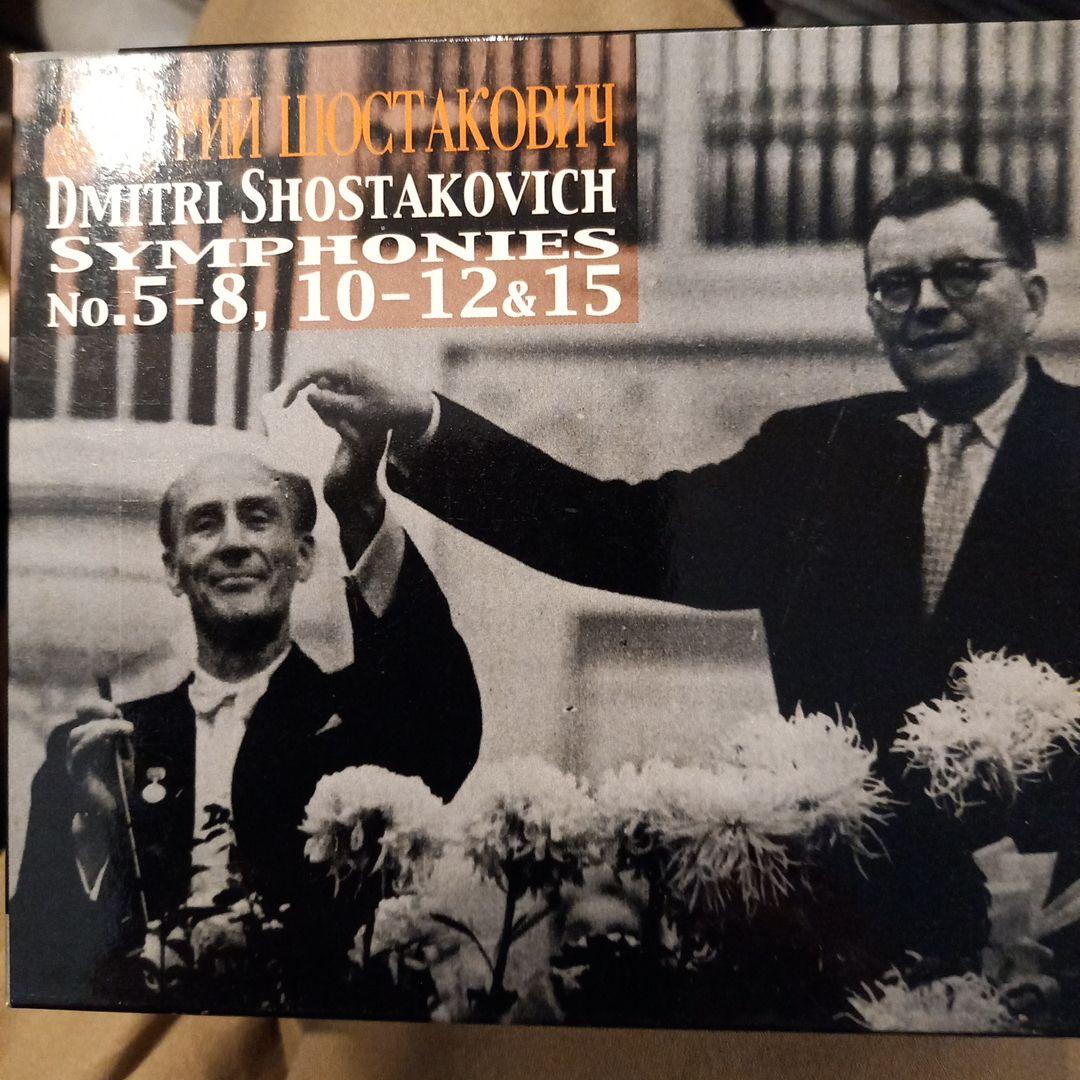 ШОСТАКОВИЧ
DMITRI SHOSTAKOVICH
SYMPHONIES
No.5-8, 10-12&15